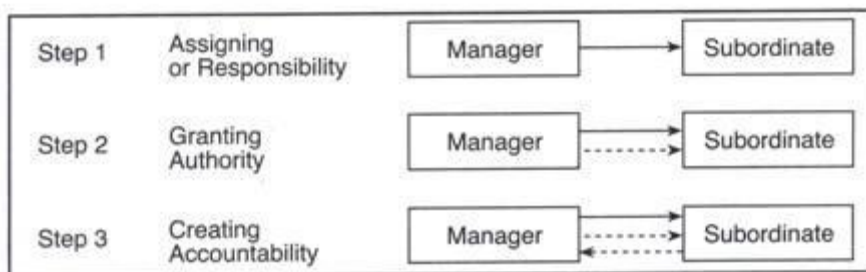 Step 1 Assigning or Responsibility Manager Subordinate
Step 2 Granting Authority Manager Subordinate
Step 3 Creating Accountability Manager Subordinate